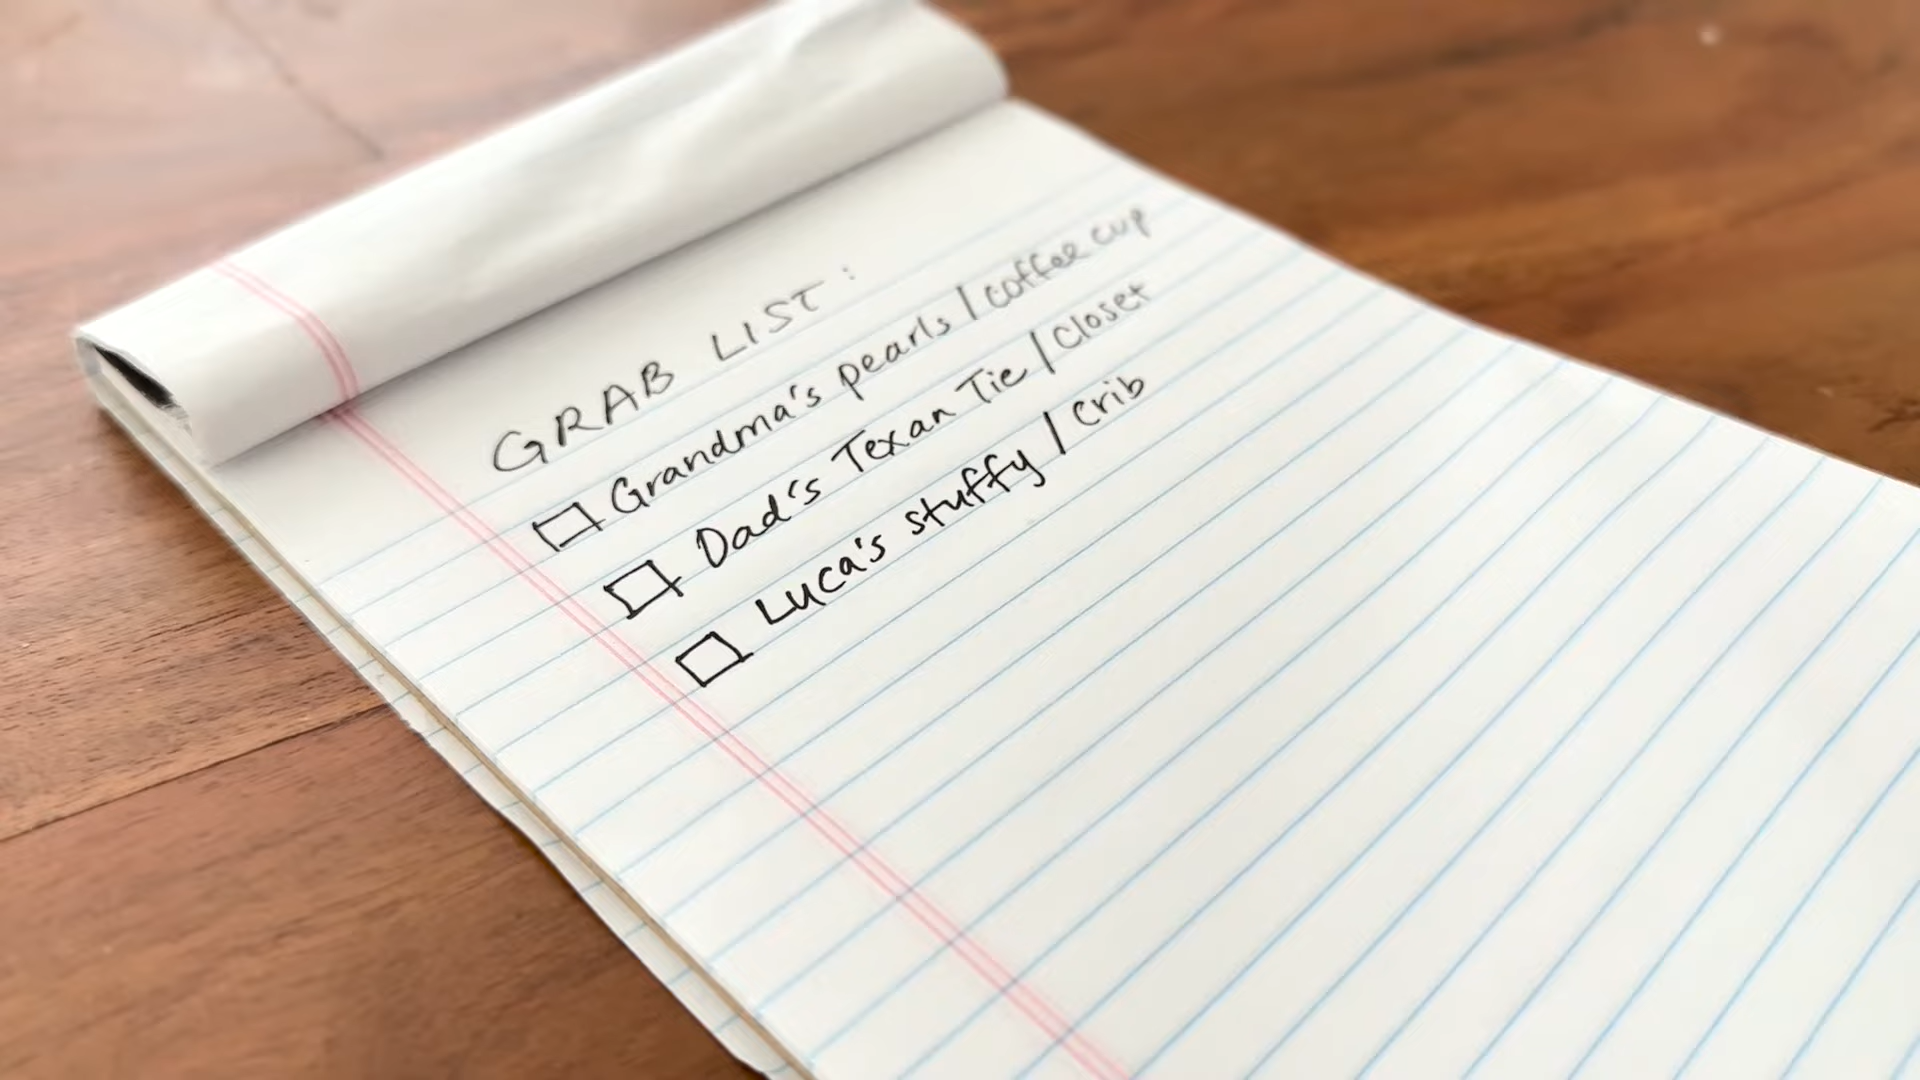 GRAB LIST:
Grandma's pearls / coffee cup
Dad's Texan Tie / Closet
Luca's stuffy / crib